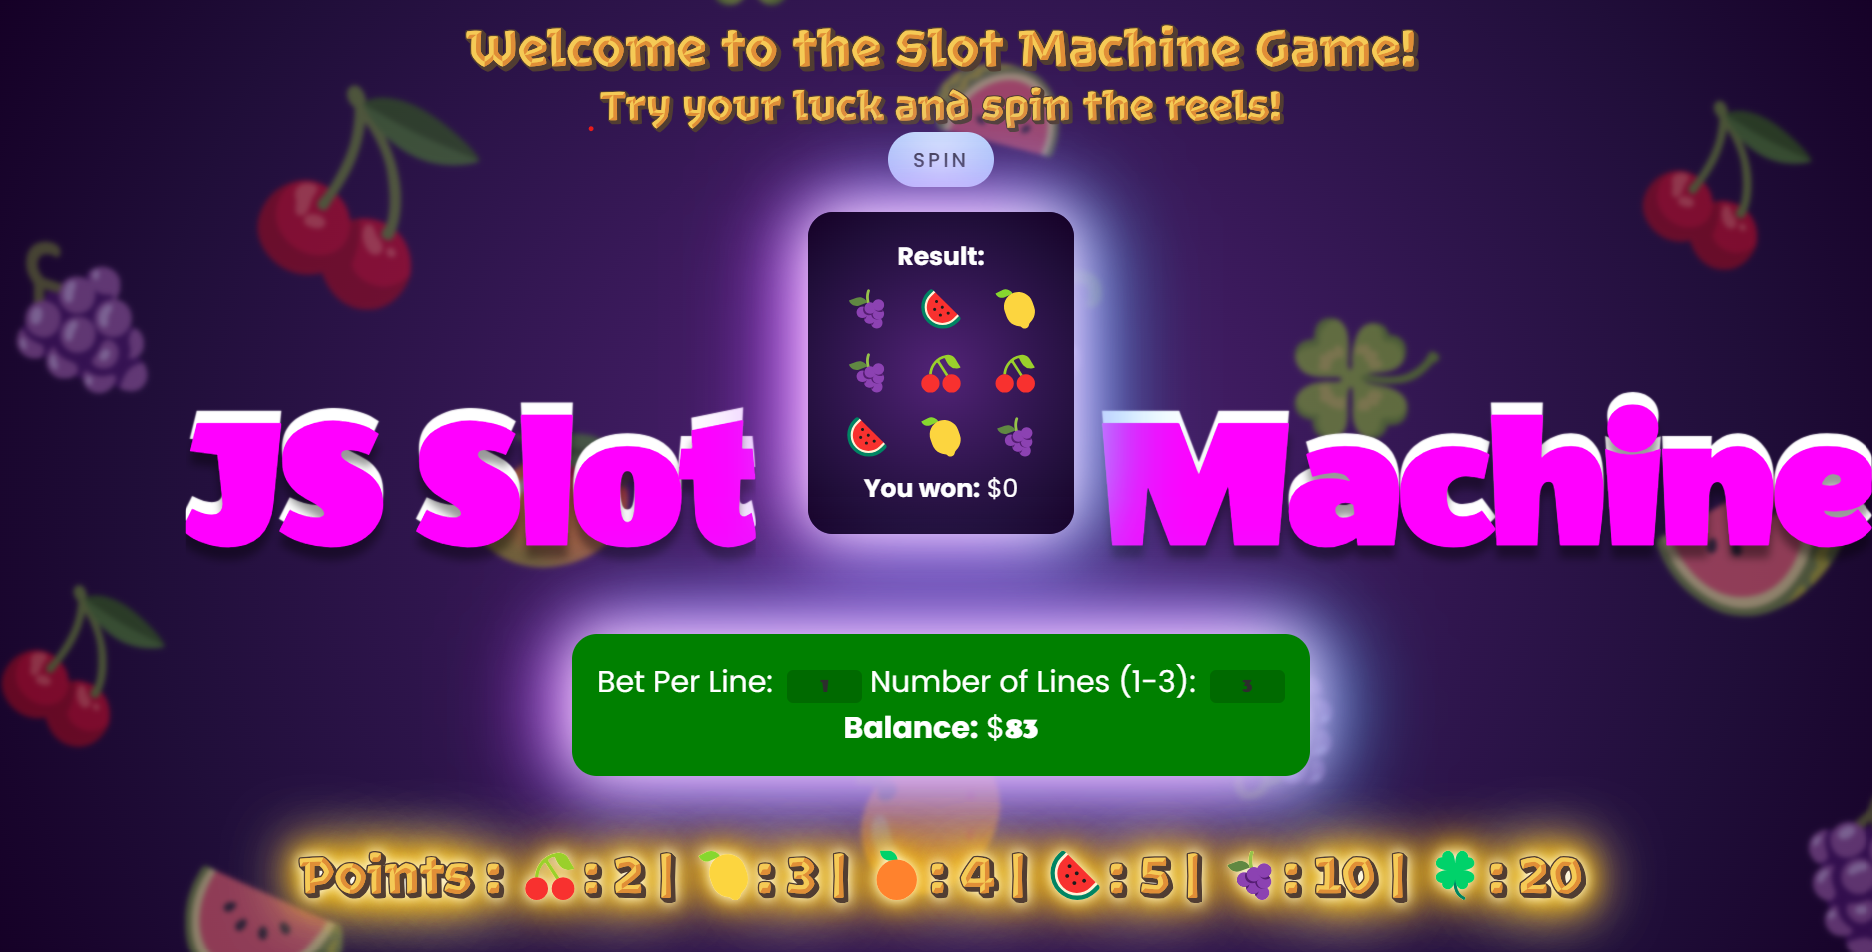 Welcome to the Slot Machine Game!
Try your luck and spin the reels!
SPIN
Result:
You won: $0
JS Slot Machine
Bet Per Line: 1 Number of Lines (1-3): 3
Balance: $83
Points : 🍒: 2 | 🍋: 3 | 🍊: 4 | 🍉: 5 | 🍇: 10 | 🍀: 20